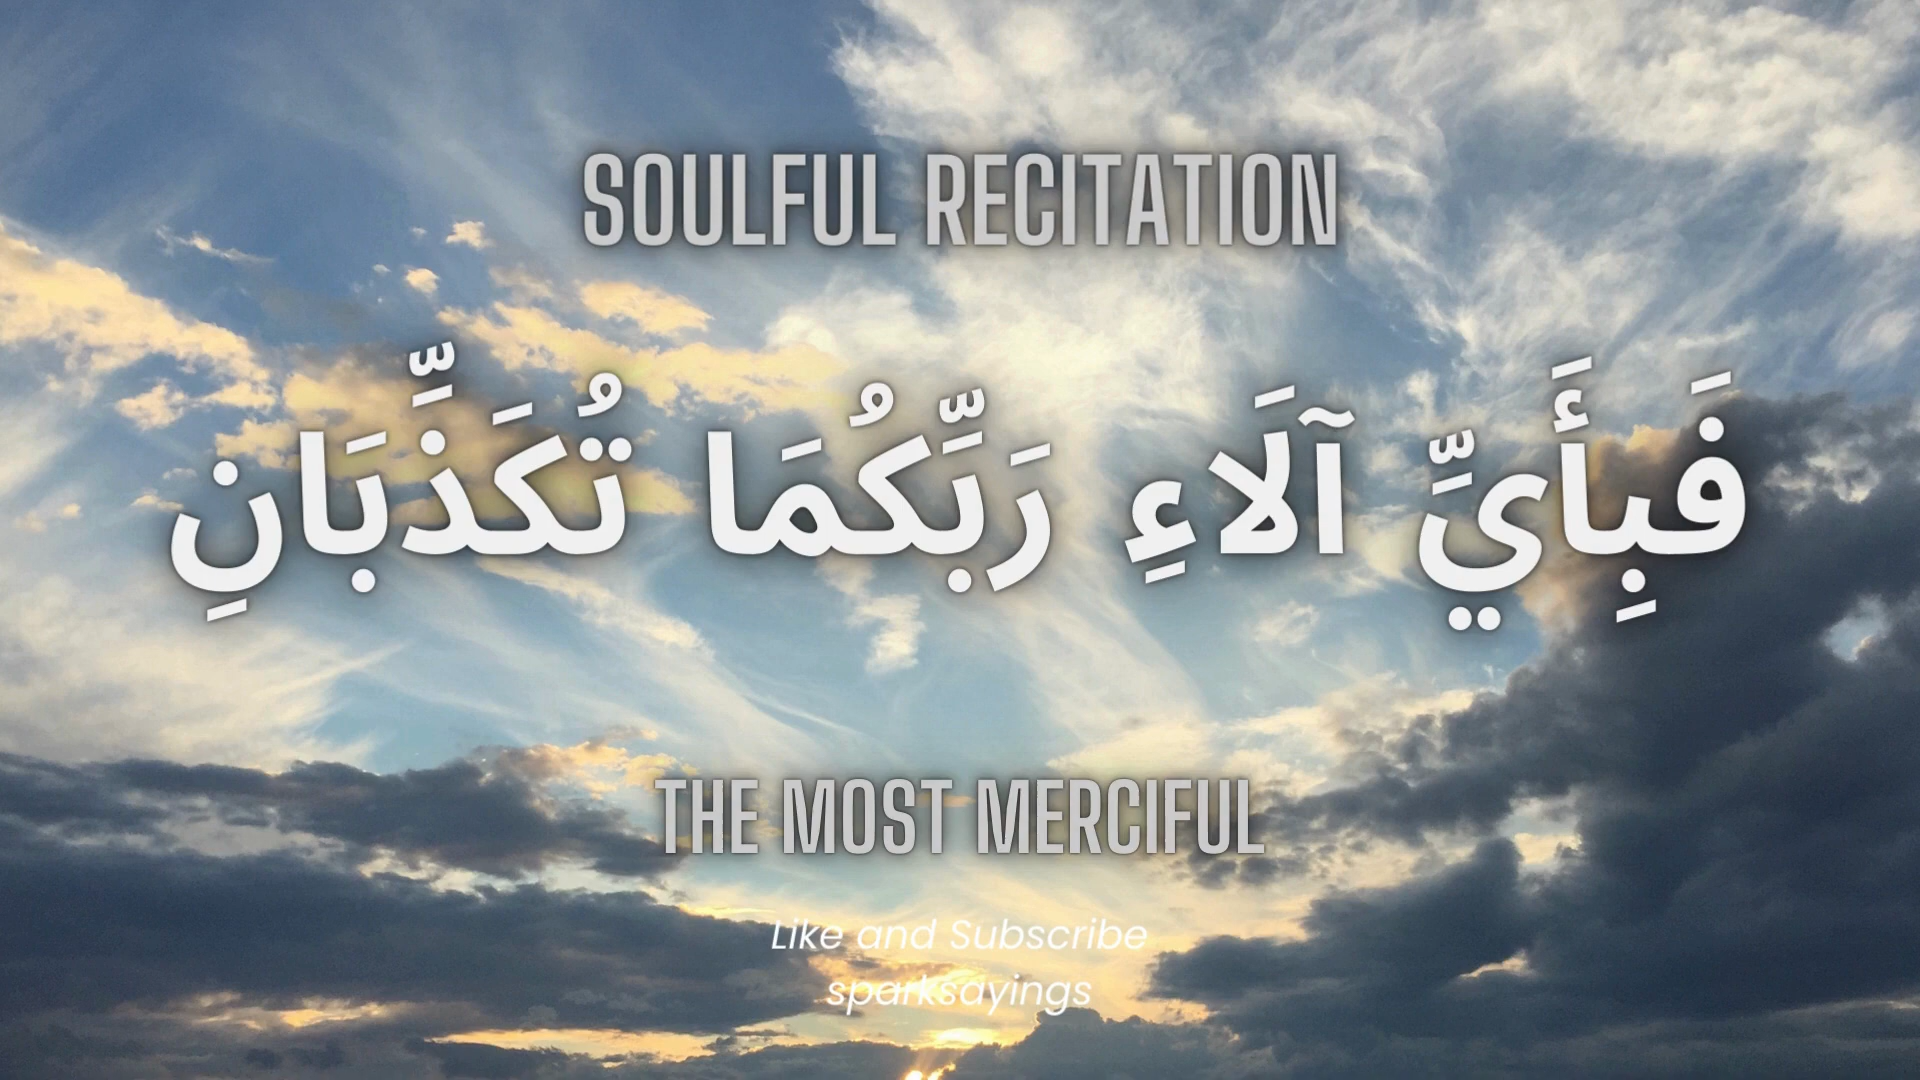 SOULFUL RECITATION
فَبِأَيِّ آلَاءِ رَبِّكُمَا تُكَذِّبَانِ
THE MOST MERCIFUL
Like and Subscribe
sparksayings